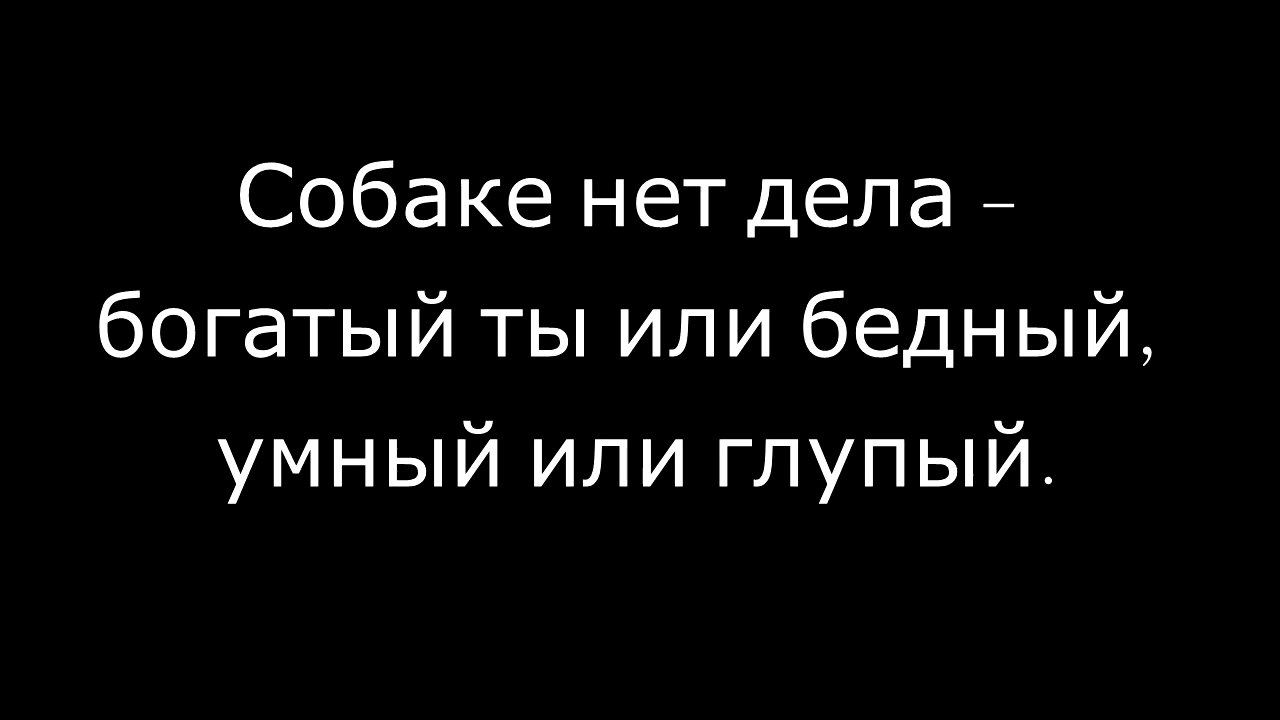 Собаке нет дела –
богатый ты или бедный,
умный или глупый.